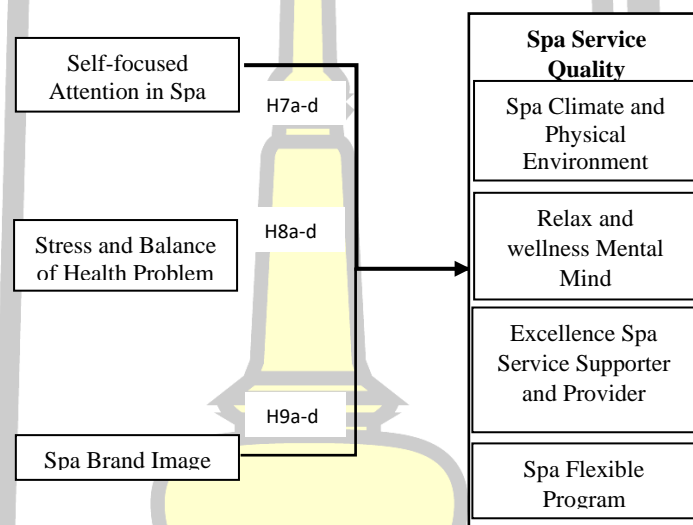 Self-focused
Attention in Spa
H7a-d
Stress and Balance
of Health Problem
H8a-d
H9a-d
Spa Brand Image
Spa Service
Quality
Spa Climate and
Physical
Environment
Relax and
wellness Mental
Mind
Excellence Spa
Service Supporter
and Provider
Spa Flexible
Program